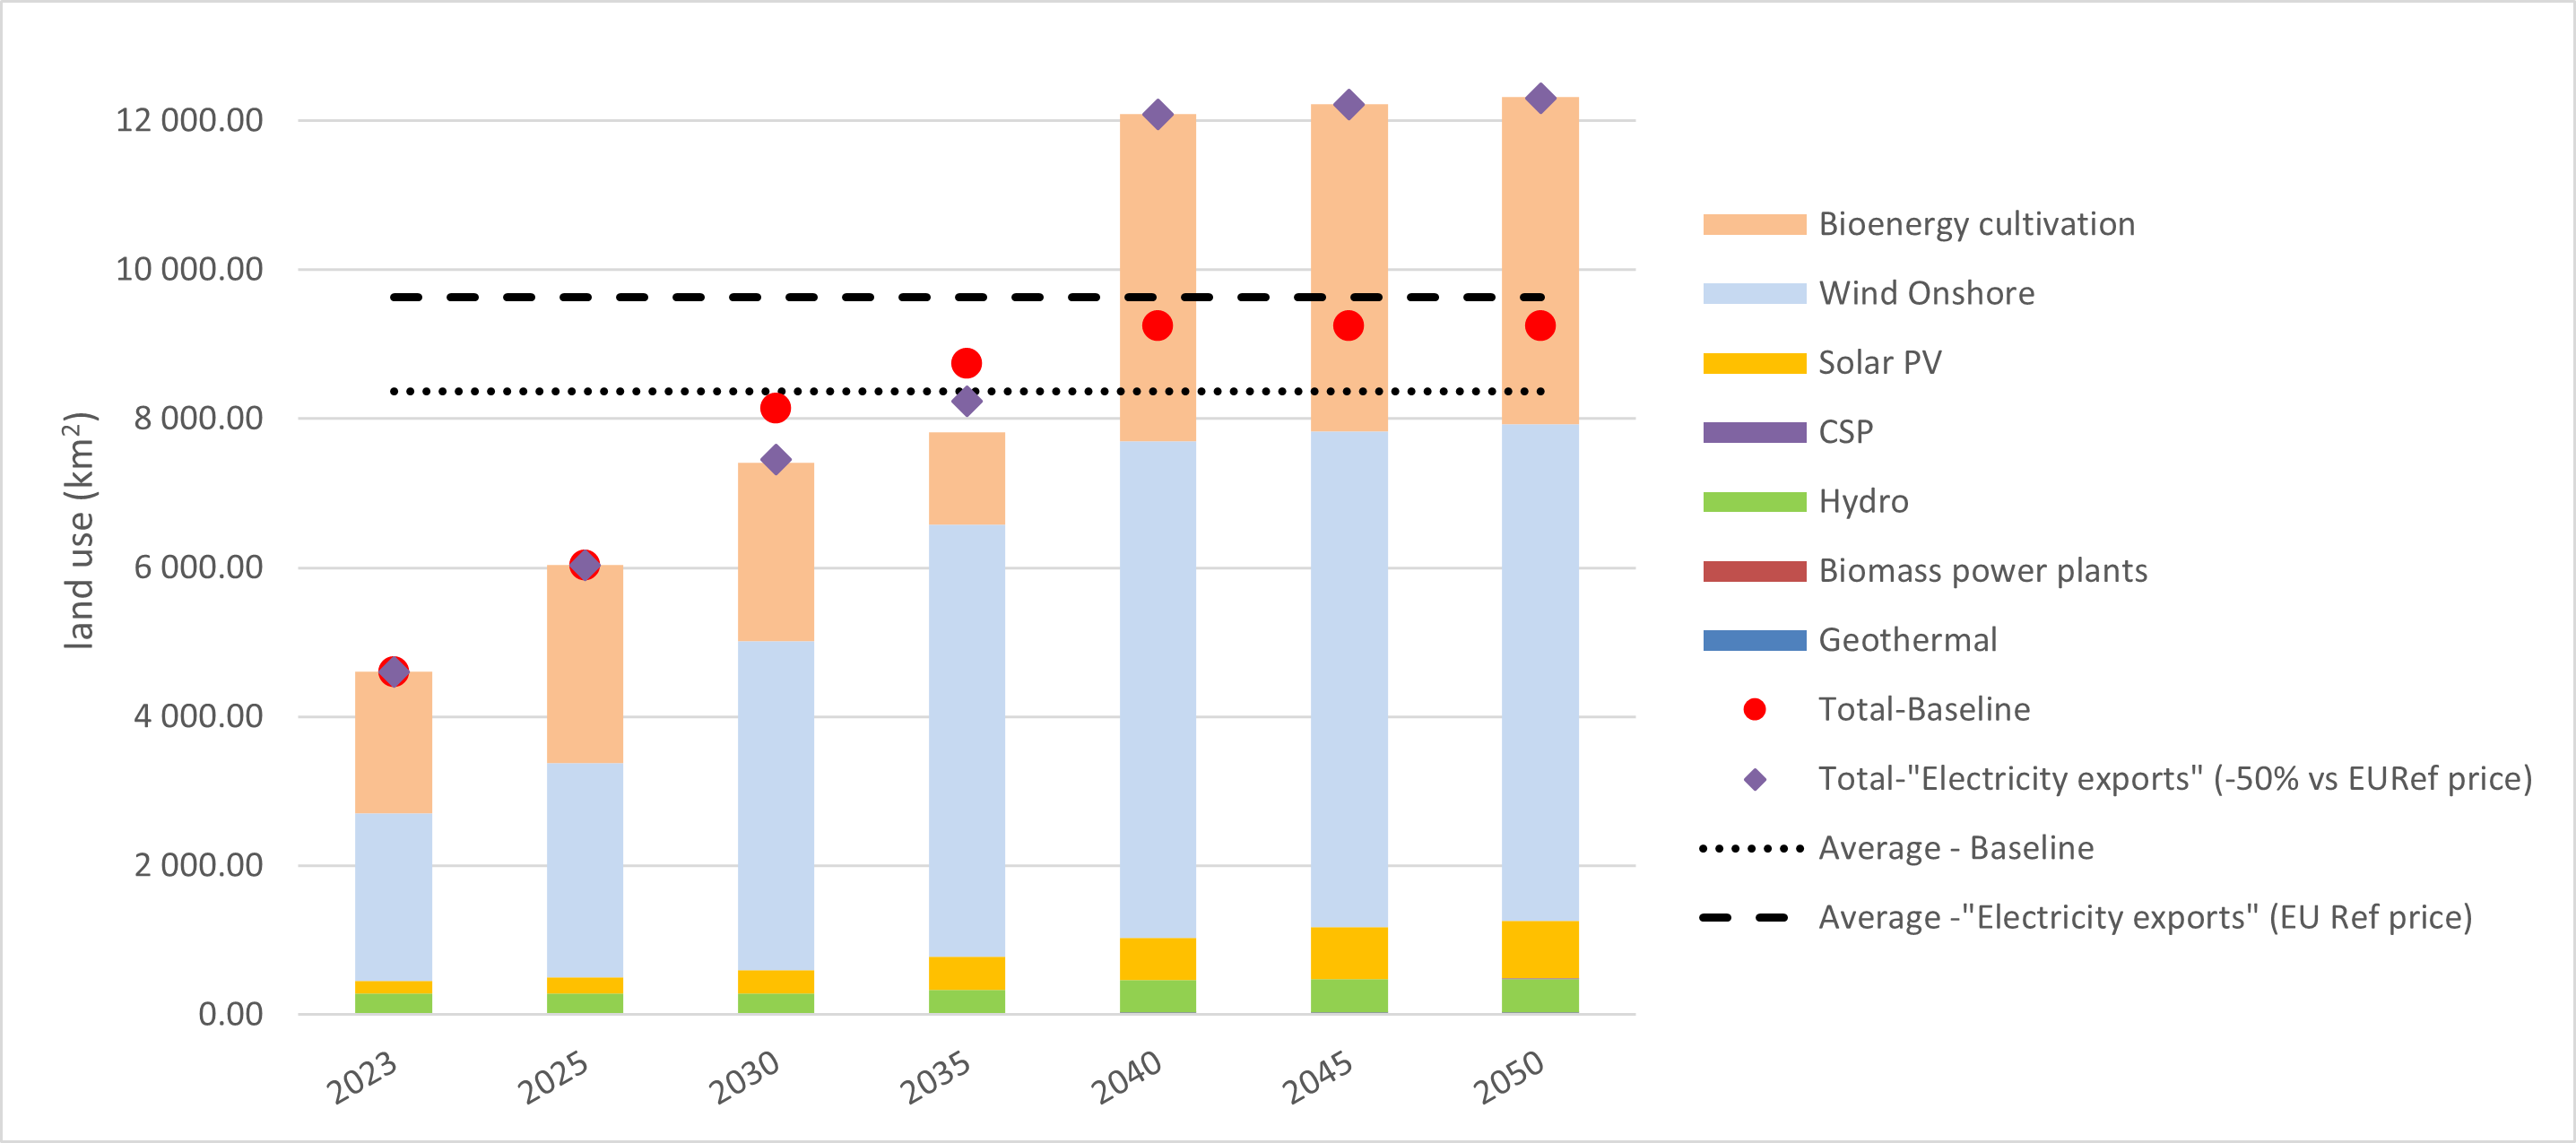 12 000.00
10 000.00
8 000.00
6 000.00
4 000.00
2 000.00
0.00
land use (km²)
2023
2025
2030
2035
2040
2045
2050
Bioenergy cultivation
Wind Onshore
Solar PV
CSP
Hydro
Biomass power plants
Geothermal
Total-Baseline
Total-"Electricity exports" (-50% vs EURef price)
Average - Baseline
Average -"Electricity exports" (EU Ref price)